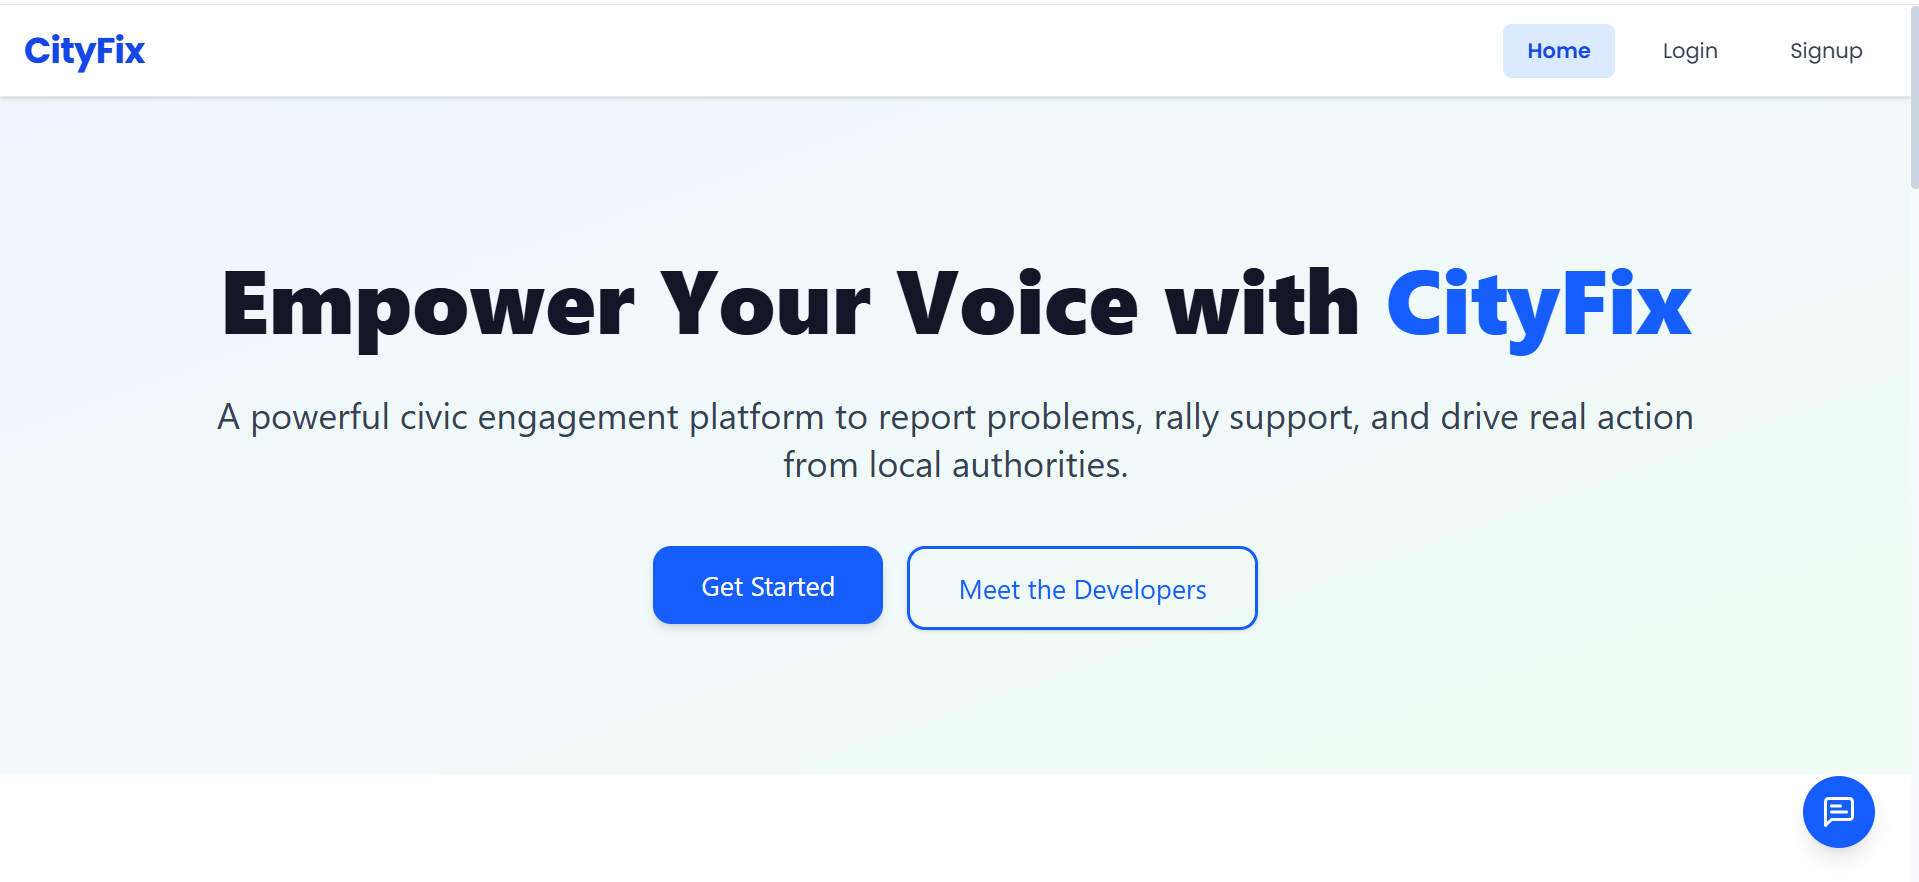 CityFix
Home
Login
Signup
Empower Your Voice with CityFix
A powerful civic engagement platform to report problems, rally support, and drive real action
from local authorities.
Get Started
Meet the Developers